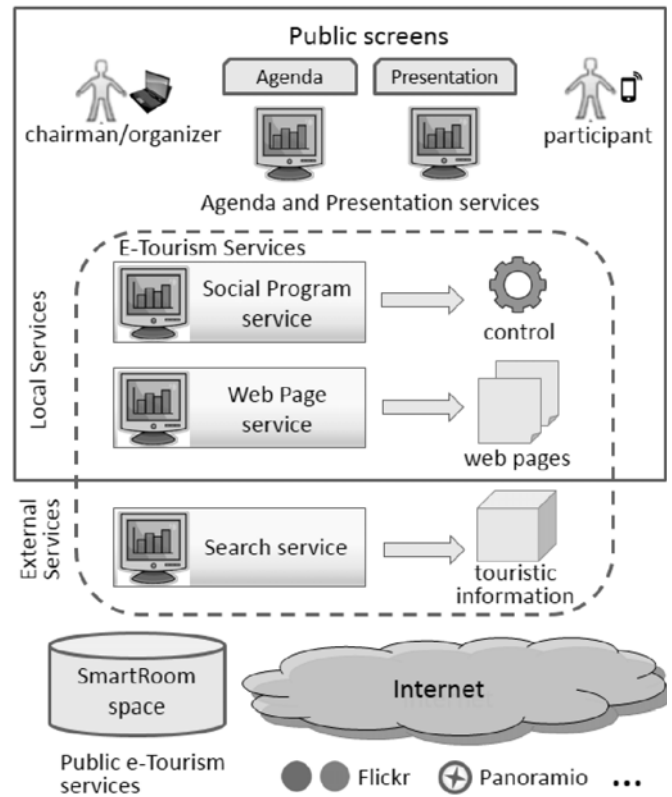 Public screens
Agenda
Presentation
chairman/organizer
participant
Agenda and Presentation services
E-Tourism Services
Local Services
Social Program
service
control
Web Page
service
web pages
External
Services
Search service
touristic
information
SmartRoom
space
Internet
Public e-Tourism
services
Flickr
Panoramio
...